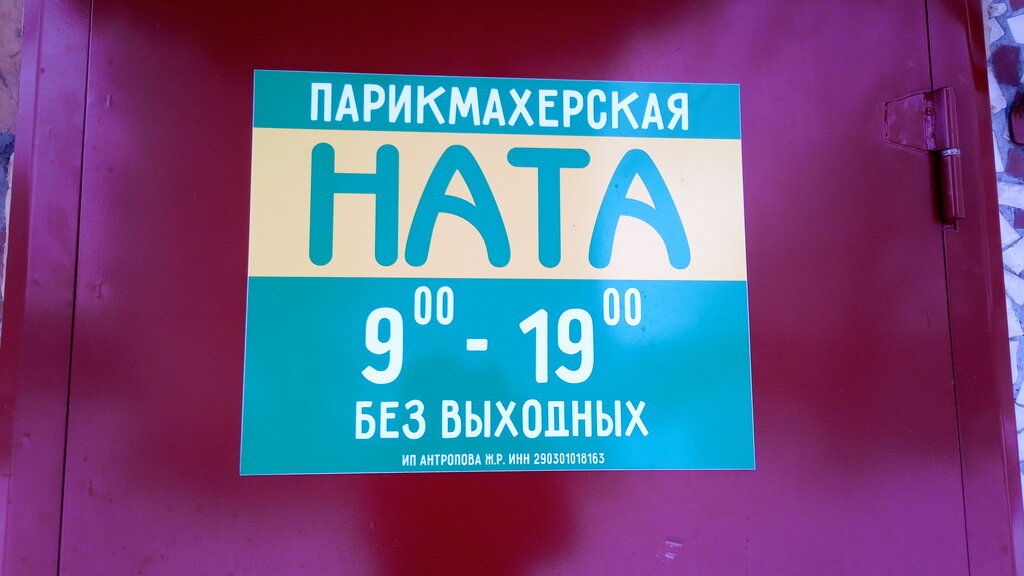 ПАРИКМАХЕРСКАЯ
НАТА
9⁰⁰ - 19⁰⁰
БЕЗ ВЫХОДНЫХ
ИП АНТРОПОВА Ж.Р. ИНН 290301018163